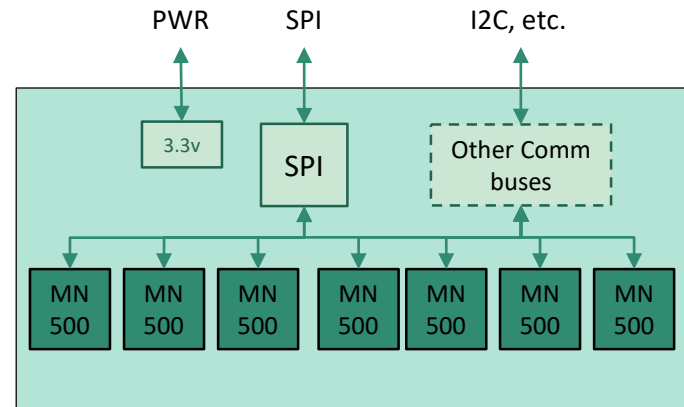 PWR
SPI
I2C, etc.
3.3v
SPI
Other Comm
buses
MN
500
MN
500
MN
500
MN
500
MN
500
MN
500
MN
500